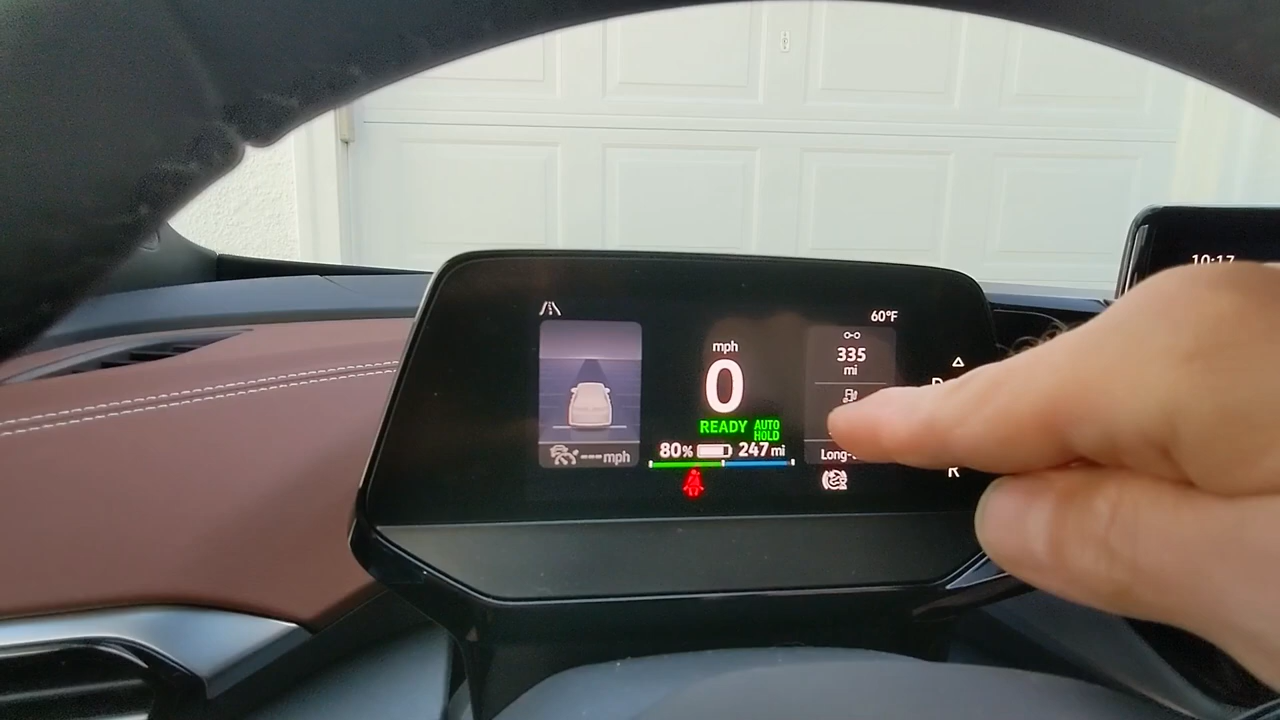 10:17
60°F
mph
0
335
mi
READY AUTO HOLD
80% 247 mi
---mph
R